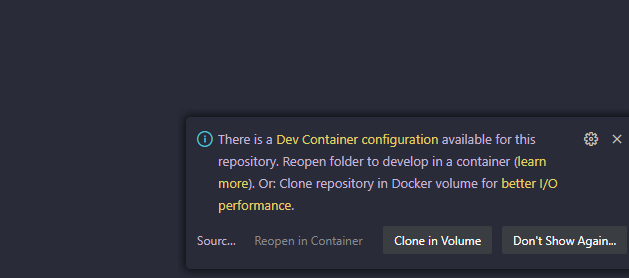 There is a Dev Container configuration available for this
repository. Reopen folder to develop in a container (learn
more). Or: Clone repository in Docker volume for better I/O
performance.
Sourc... Reopen in Container Clone in Volume Don't Show Again...